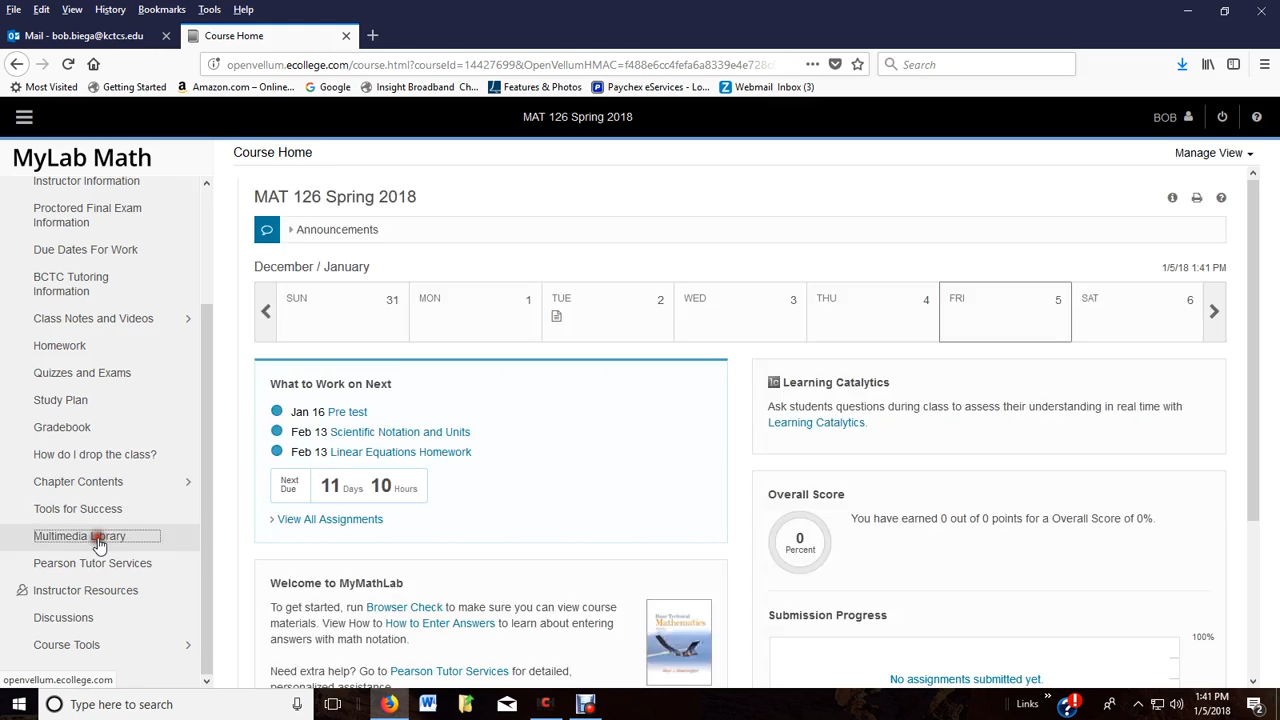 File Edit View History Bookmarks Tools Help
Mail - bob.biega@kctcs.edu
Course Home
openvellum.ecollege.com/course.html?courseId=14427699&OpenVellumHMAC=f488e6cc4fefa6a8339e4e728c
Search
Most Visited Getting Started Amazon.com – Online... Google Insight Broadband Ch... Features & Photos Paychex eServices - Lo... Webmail Inbox (3)
MAT 126 Spring 2018
BOB
MyLab Math
Instructor Information
Proctored Final Exam
Information
Due Dates For Work
BCTC Tutoring
Information
Class Notes and Videos
Homework
Quizzes and Exams
Study Plan
Gradebook
How do I drop the class?
Chapter Contents
Tools for Success
Multimedia Library
Pearson Tutor Services
Instructor Resources
Discussions
Course Tools
openvellum.ecollege.com
Course Home
Manage View
MAT 126 Spring 2018
Announcements
December / January
1/5/18 1:41 PM
SUN 31 MON 1 TUE 2 WED 3 THU 4 FRI 5 SAT 6
What to Work on Next
Jan 16 Pre test
Feb 13 Scientific Notation and Units
Feb 13 Linear Equations Homework
Next
Due
11 Days 10 Hours
View All Assignments
Welcome to MyMathLab
To get started, run Browser Check to make sure you can view course
materials. View How to How to Enter Answers to learn about entering
answers with math notation.
Need extra help? Go to Pearson Tutor Services for detailed,
personalized assistance.
Basic Technical
Mathematics
Learning Catalytics
Ask students questions during class to assess their understanding in real time with
Learning Catalytics.
Overall Score
0
Percent
You have earned 0 out of 0 points for a Overall Score of 0%.
Submission Progress
100%
No assignments submitted yet.
Type here to search
Links
1:41 PM
1/5/2018
2